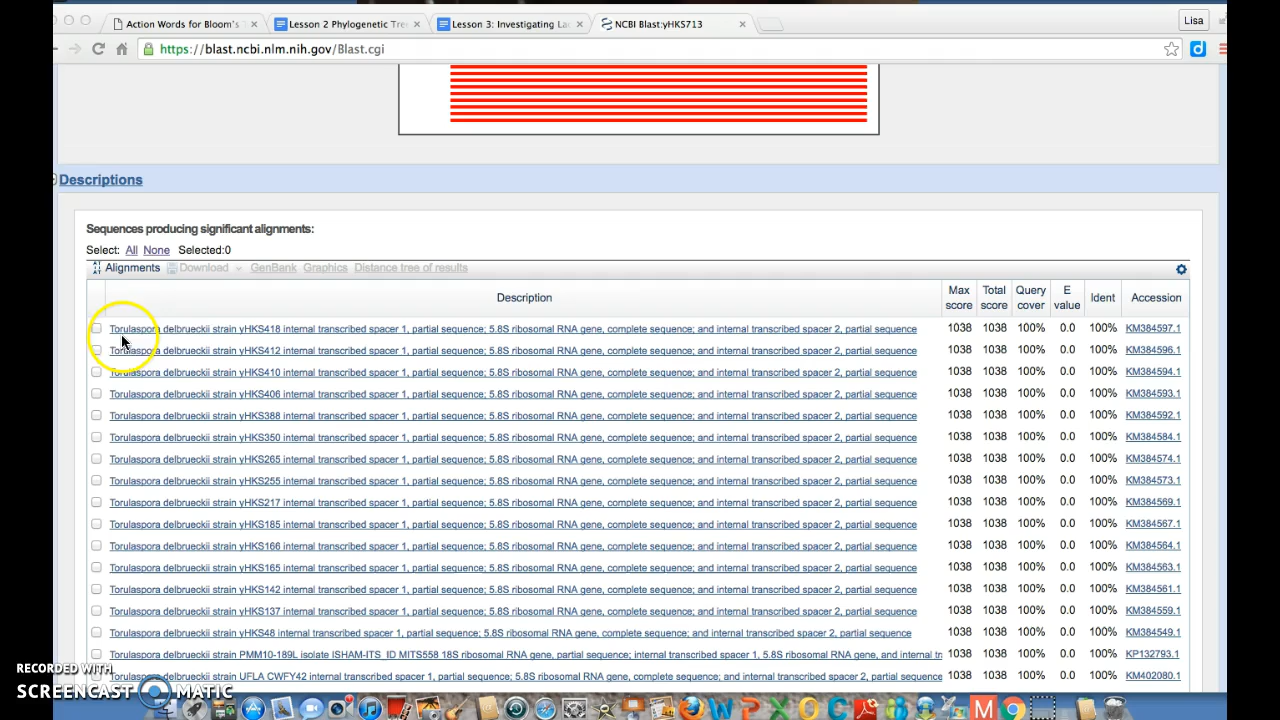 Action Words for Bloom's
Lesson 2 Phylogenetic Tre
Lesson 3: Investigating La
NCBI Blast:yHKS713
Lisa
https://blast.ncbi.nlm.nih.gov/Blast.cgi
Descriptions
Sequences producing significant alignments:
Select: All None Selected:0
Alignments Download GenBank Graphics Distance tree of results
Description Max score Total score Query cover E value Ident Accession
Torulaspora delbrueckii strain yHKS418 internal transcribed spacer 1, partial sequence; 5.8S ribosomal RNA gene, complete sequence; and internal transcribed spacer 2, partial sequence 1038 1038 100% 0.0 100% KM384597.1
Torulaspora delbrueckii strain yHKS412 internal transcribed spacer 1, partial sequence; 5.8S ribosomal RNA gene, complete sequence; and internal transcribed spacer 2, partial sequence 1038 1038 100% 0.0 100% KM384596.1
Torulaspora delbrueckii strain yHKS410 internal transcribed spacer 1, partial sequence; 5.8S ribosomal RNA gene, complete sequence; and internal transcribed spacer 2, partial sequence 1038 1038 100% 0.0 100% KM384594.1
Torulaspora delbrueckii strain yHKS406 internal transcribed spacer 1, partial sequence; 5.8S ribosomal RNA gene, complete sequence; and internal transcribed spacer 2, partial sequence 1038 1038 100% 0.0 100% KM384593.1
Torulaspora delbrueckii strain yHKS388 internal transcribed spacer 1, partial sequence; 5.8S ribosomal RNA gene, complete sequence; and internal transcribed spacer 2, partial sequence 1038 1038 100% 0.0 100% KM384592.1
Torulaspora delbrueckii strain yHKS350 internal transcribed spacer 1, partial sequence; 5.8S ribosomal RNA gene, complete sequence; and internal transcribed spacer 2, partial sequence 1038 1038 100% 0.0 100% KM384584.1
Torulaspora delbrueckii strain yHKS265 internal transcribed spacer 1, partial sequence; 5.8S ribosomal RNA gene, complete sequence; and internal transcribed spacer 2, partial sequence 1038 1038 100% 0.0 100% KM384574.1
Torulaspora delbrueckii strain yHKS255 internal transcribed spacer 1, partial sequence; 5.8S ribosomal RNA gene, complete sequence; and internal transcribed spacer 2, partial sequence 1038 1038 100% 0.0 100% KM384573.1
Torulaspora delbrueckii strain yHKS217 internal transcribed spacer 1, partial sequence; 5.8S ribosomal RNA gene, complete sequence; and internal transcribed spacer 2, partial sequence 1038 1038 100% 0.0 100% KM384569.1
Torulaspora delbrueckii strain yHKS185 internal transcribed spacer 1, partial sequence; 5.8S ribosomal RNA gene, complete sequence; and internal transcribed spacer 2, partial sequence 1038 1038 100% 0.0 100% KM384567.1
Torulaspora delbrueckii strain yHKS166 internal transcribed spacer 1, partial sequence; 5.8S ribosomal RNA gene, complete sequence; and internal transcribed spacer 2, partial sequence 1038 1038 100% 0.0 100% KM384564.1
Torulaspora delbrueckii strain yHKS165 internal transcribed spacer 1, partial sequence; 5.8S ribosomal RNA gene, complete sequence; and internal transcribed spacer 2, partial sequence 1038 1038 100% 0.0 100% KM384563.1
Torulaspora delbrueckii strain yHKS142 internal transcribed spacer 1, partial sequence; 5.8S ribosomal RNA gene, complete sequence; and internal transcribed spacer 2, partial sequence 1038 1038 100% 0.0 100% KM384561.1
Torulaspora delbrueckii strain yHKS137 internal transcribed spacer 1, partial sequence; 5.8S ribosomal RNA gene, complete sequence; and internal transcribed spacer 2, partial sequence 1038 1038 100% 0.0 100% KM384559.1
Torulaspora delbrueckii strain yHKS48 internal transcribed spacer 1, partial sequence; 5.8S ribosomal RNA gene, complete sequence; and internal transcribed spacer 2, partial sequence 1038 1038 100% 0.0 100% KM384549.1
Torulaspora delbrueckii strain PMM10-189L isolate ISHAM-ITS_ID MITS558 18S ribosomal RNA gene, partial sequence; internal transcribed spacer 1, 5.8S ribosomal RNA gene, and internal tr 1038 1038 100% 0.0 100% KP132793.1
Torulaspora delbrueckii strain UFLA CWFY42 internal transcribed spacer 1, partial sequence; 5.8S ribosomal RNA gene, complete sequence; and internal transcribed spacer 2, partial sequence 1038 1038 100% 0.0 100% KM402080.1
RECORDED WITH
SCREENCAST MATIC